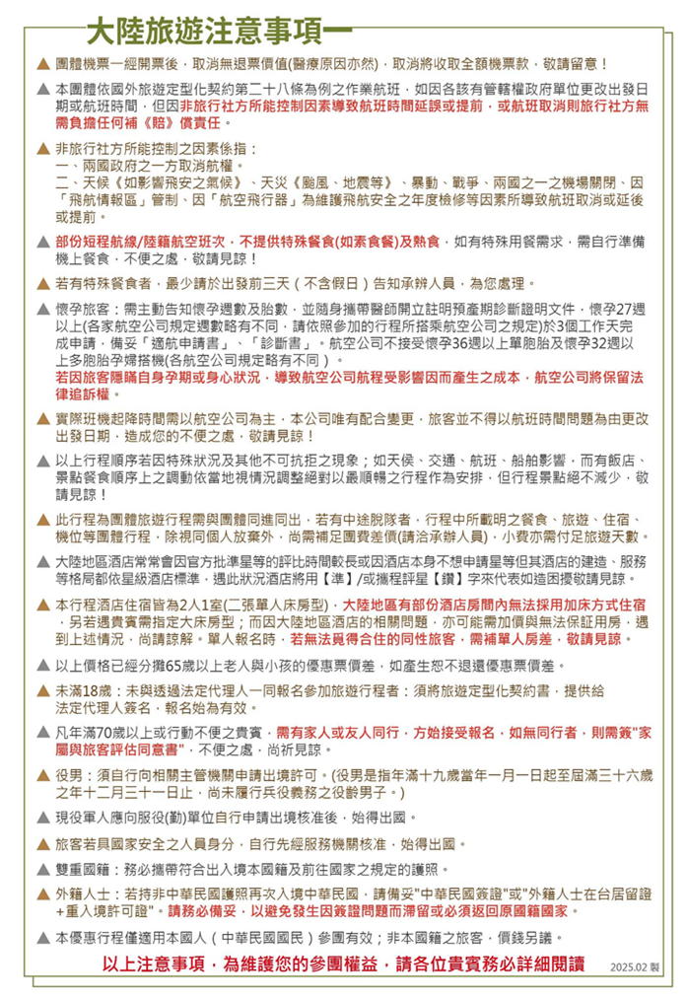 大陸旅遊注意事項
▲ 團體機票一經開票後，取消無退票價值(醫療原因亦然)，取消將收取全額機票款，敬請留意！
▲ 本團體依國外旅遊定型化契約第二十八條為例之作業航班，如因各該有管轄權政府單位更改出發日
期或航班時間，但因非旅行社方所能控制因素導致航班時間延誤或提前，或航班取消則旅行社方無
需負擔任何補《賠》償責任。
▲ 非旅行社方所能控制之因素係指：
一、兩國政府之一方取消航權。
二、天候《如影響飛安之氣候》、天災《颱風、地震等》、暴動、戰爭、兩國之一之機場關閉、因
「飛航情報區」管制、因「航空飛行器」為維護飛航安全之年度檢修等因素所導致航班取消或延後
或提前。
▲ 部份短程航線/陸籍航空班次，不提供特殊餐食(如素食餐)及熱食，如有特殊用餐需求，需自行準備
機上餐食，不便之處，敬請見諒！
▲ 若有特殊餐食者，最少請於出發前三天（不含假日）告知承辦人員，為您處理。
▲ 懷孕旅客：需主動告知懷孕週數及胎數，並隨身攜帶醫師開立註明預產期診斷證明文件，懷孕27週
以上(各家航空公司規定週數略有不同，請依照參加的行程所搭乘航空公司之規定)於3個工作天完
成申請，備妥「適航申請書」、「診斷書」。航空公司不接受懷孕36週以上單胞胎及懷孕32週以
上多胞胎孕婦搭機(各航空公司規定略有不同）。
若因旅客隱瞞自身孕期或身心狀況，導致航空公司航程受影響因而產生之成本，航空公司將保留法
律追訴權。
▲ 實際班機起降時間需以航空公司為主，本公司唯有配合變更，旅客並不得以航班時間問題為由更改
出發日期，造成您的不便之處，敬請見諒！
▲ 以上行程順序若因特殊狀況及其他不可抗拒之現象；如天侯、交通、航班、船舶影響，而有飯店、
景點餐食順序上之調動依當地視情況調整絕對以最順暢之行程作為安排，但行程景點絕不減少，敬
請見諒！
▲ 此行程為團體旅遊行程需與團體同進同出，若有中途脫隊者，行程中所載明之餐食、旅遊、住宿、
機位等團體行程，除視同個人放棄外，尚需補足團費差價(請洽承辦人員)，小費亦需付足旅遊天數。
▲ 大陸地區酒店常常會因官方批準星等的評比時間較長或因酒店本身不想申請星等但其酒店的建造、服務
等格局都依星級酒店標準，遇此狀況酒店將用【準】/或攜程評星【鑽】字來代表如造困擾敬請見諒。
▲ 本行程酒店住宿皆為2人1室(二張單人床房型)，大陸地區有部份酒店房間內無法採用加床方式住宿
，另若遇貴賓需指定大床房型；而因大陸地區酒店的相關問題，亦可能需加價與無法保証用房，遇
到上述情況，尚請諒解。單人報名時，若無法覓得合住的同性旅客，需補單人房差，敬請見諒。
▲ 以上價格已經分攤65歲以上老人與小孩的優惠票價差，如產生恕不退還優惠票價差。
▲ 未滿18歲：未與透過法定代理人一同報名參加旅遊行程者：須將旅遊定型化契約書，提供給
法定代理人簽名，報名始為有效。
▲ 凡年滿70歲以上或行動不便之貴賓，需有家人或友人同行，方始接受報名，如無同行者，則需簽"家
屬與旅客評估同意書"，不便之處，尚祈見諒。
▲ 役男：須自行向相關主管機關申請出境許可。(役男是指年滿十九歲當年一月一日起至屆滿三十六歲
之年十二月三十一日止，尚未履行兵役義務之役齡男子。)
▲ 現役軍人應向服役(勤)單位自行申請出境核准後，始得出國。
▲ 旅客若具國家安全之人員身分，自行先經服務機關核准，始得出國。
▲ 雙重國籍：務必攜帶符合出入境本國籍及前往國家之規定的護照。
▲ 外籍人士：若持非中華民國護照再次入境中華民國，請備妥"中華民國簽證"或"外籍人士在台居留證
+重入境許可證"。請務必備妥，以避免發生因簽證問題而滯留或必須返回原國籍國家。
▲ 本優惠行程僅適用本國人（中華民國國民）參團有效；非本國籍之旅客，價錢另議。
以上注意事項，為維護您的參團權益，請各位貴賓務必詳細閱讀
2025.02 製